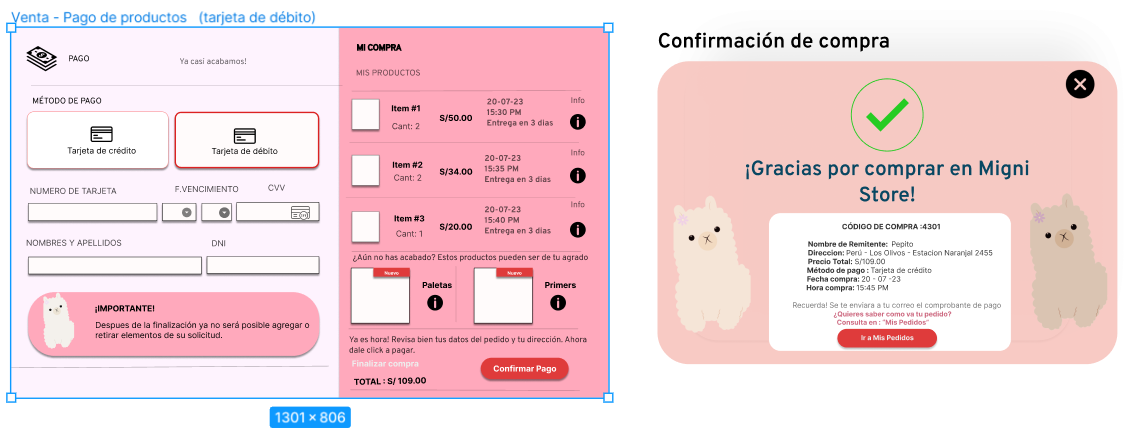 Venta - Pago de productos (tarjeta de débito)
PAGO
Ya casi acabamos!
MÉTODO DE PAGO
Tarjeta de crédito
Tarjeta de débito
NUMERO DE TARJETA
F.VENCIMIENTO
CVV
NOMBRES Y APELLIDOS
DNI
¡IMPORTANTE!
Despues de la finalización ya no será posible agregar o
retirar elementos de su solicitud.
MI COMPRA
MIS PRODUCTOS
Item #1
Cant: 2
S/50.00
20-07-23
15:30 PM
Entrega en 3 dias
Info
Item #2
Cant: 2
S/34.00
20-07-23
15:35 PM
Entrega en 3 dias
Info
Item #3
Cant: 1
S/20.00
20-07-23
15:40 PM
Entrega en 3 dias
Info
¿Aún no has acabado? Estos productos pueden ser de tu agrado
Nuevo
Paletas
Nuevo
Primers
Ya es hora! Revisa bien tus datos del pedido y tu dirección. Ahora
dale click a pagar.
Finalizar compra
TOTAL : S/ 109.00
Confirmar Pago
1301 × 806
Confirmación de compra
¡Gracias por comprar en Migni
Store!
CÓDIGO DE COMPRA :4301
Nombre de Remitente: Pepito
Direccion: Perú - Los Olivos - Estacion Naranjal 2455
Precio Total: S/109.00
Método de pago : Tarjeta de crédito
Fecha compra: 20 - 07 -23
Hora compra: 15:45 PM
Recuerda! Se te enviara a tu correo el comprobante de pago
¿Quieres saber como va tu pedido?
Consulta en : "Mis Pedidos"
Ir a Mis Pedidos